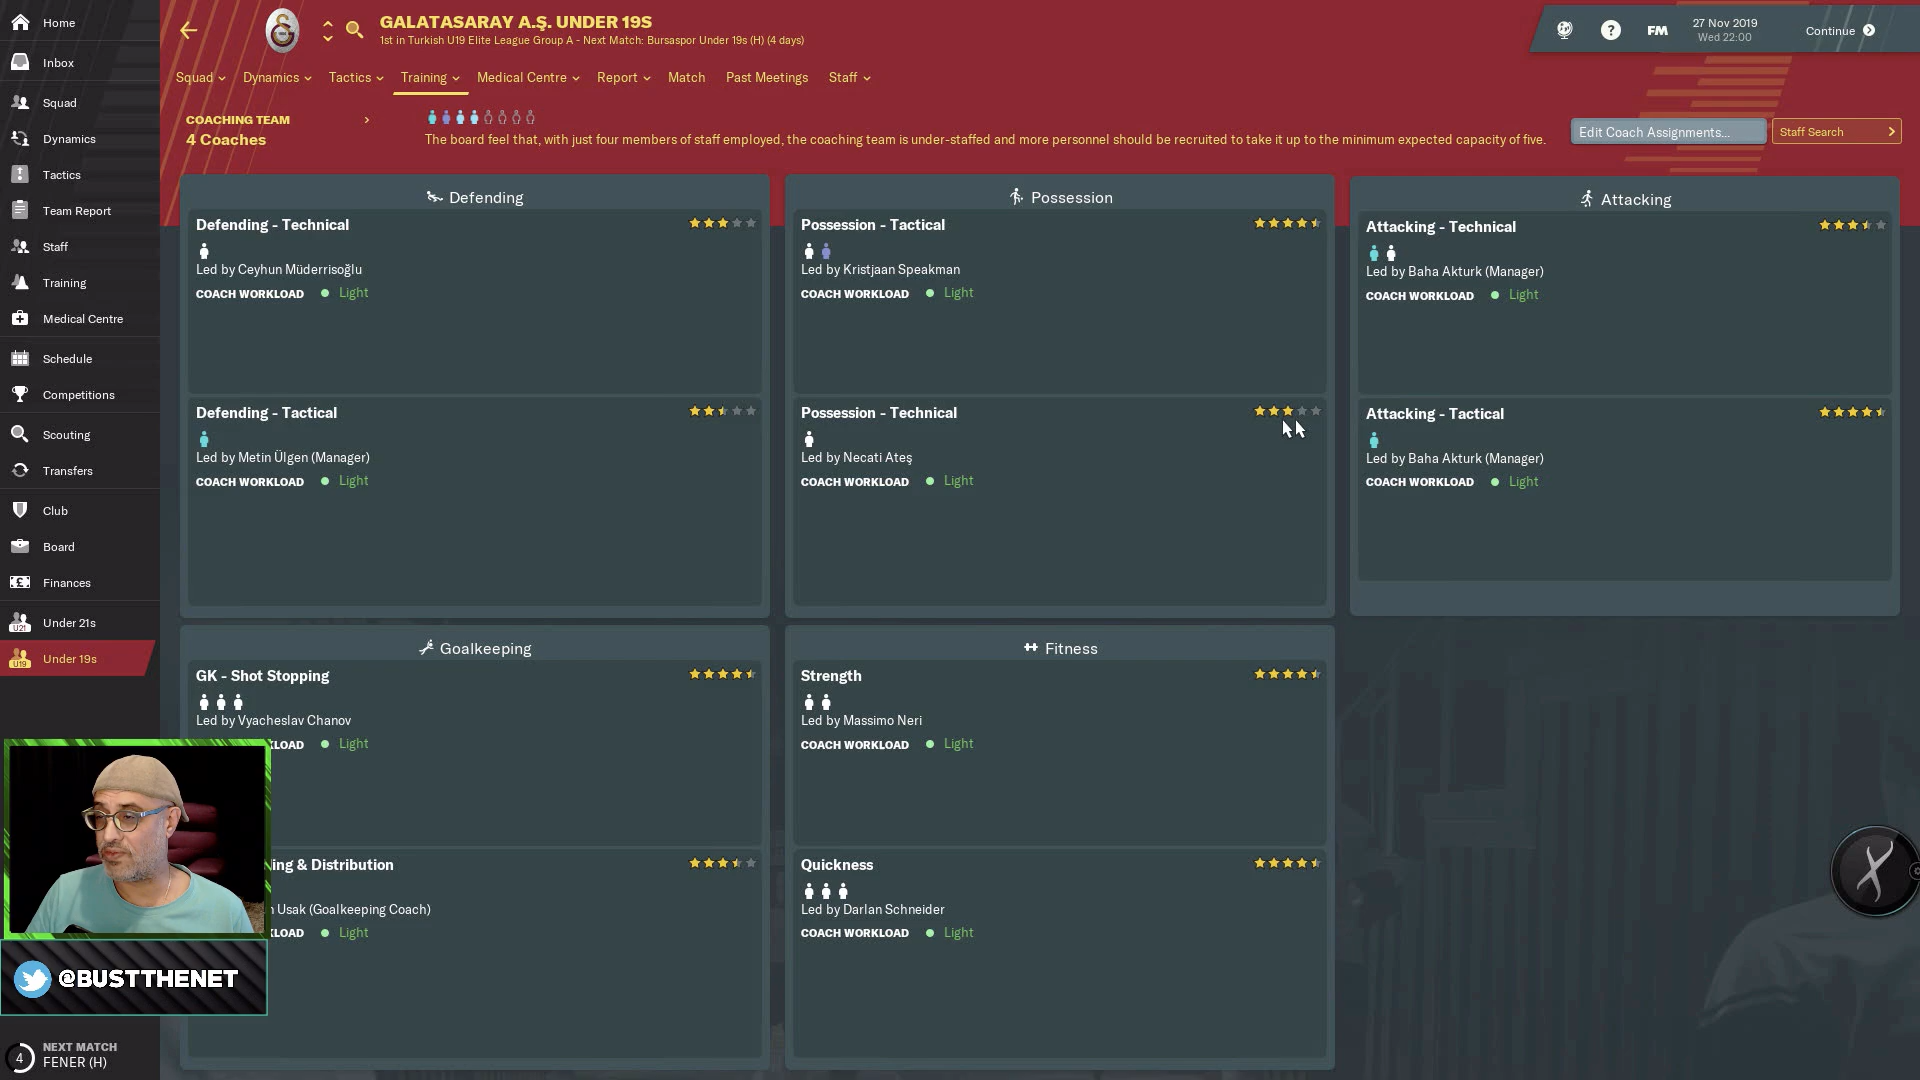 Home
Inbox
Squad
Dynamics
Tactics
Team Report
Staff
Training
Medical Centre
Schedule
Competitions
Scouting
Transfers
Club
Board
Finances
U21
Under 21s
U19
Under 19s
GALATASARAY A.Ş. UNDER 19S
1st in Turkish U19 Elite League Group A - Next Match: Bursaspor Under 19s (H) (4 days)
?
FM
27 Nov 2019
Wed 22:00
Continue
Squad Dynamics Tactics Training Medical Centre Report Match Past Meetings Staff
COACHING TEAM
4 Coaches
The board feel that, with just four members of staff employed, the coaching team is under-staffed and more personnel should be recruited to take it up to the minimum expected capacity of five.
Edit Coach Assignments...
Staff Search
Defending
Defending - Technical
Led by Ceyhun Müderrisoğlu
COACH WORKLOAD Light
Defending - Tactical
Led by Metin Ülgen (Manager)
COACH WORKLOAD Light
Possession
Possession - Tactical
Led by Kristjaan Speakman
COACH WORKLOAD Light
Possession - Technical
Led by Necati Ateş
COACH WORKLOAD Light
Attacking
Attacking - Technical
Led by Baha Akturk (Manager)
COACH WORKLOAD Light
Attacking - Tactical
Led by Baha Akturk (Manager)
COACH WORKLOAD Light
Goalkeeping
GK - Shot Stopping
Led by Vyacheslav Chanov
Light
& Distribution
Usak (Goalkeeping Coach)
Light
Fitness
Strength
Led by Massimo Neri
COACH WORKLOAD Light
Quickness
Led by Darlan Schneider
COACH WORKLOAD Light
@BUSTTHENET
4
NEXT MATCH
FENER (H)